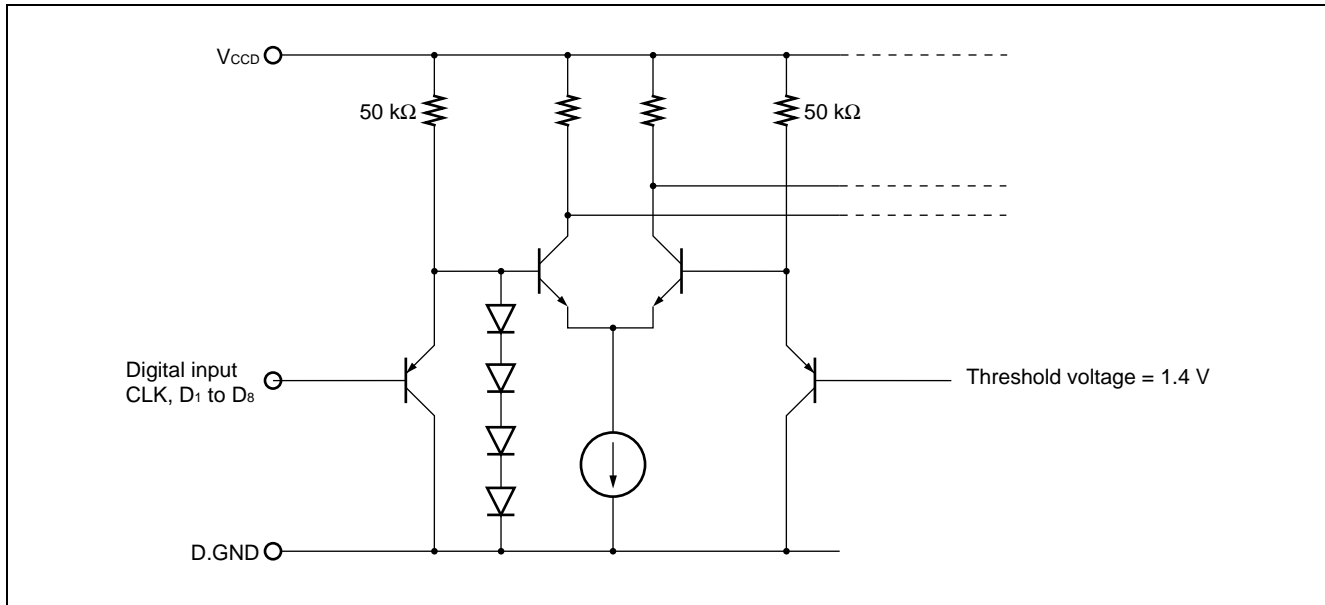 VCCD
50 kΩ
50 kΩ
Digital input
CLK, D1 to D8
Threshold voltage = 1.4 V
D.GND